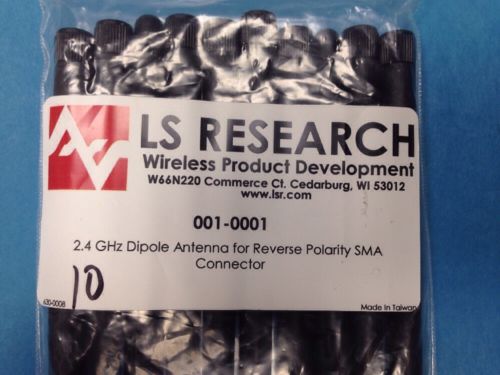 LS RESEARCH
Wireless Product Development
W66N220 Commerce Ct. Cedarburg, WI 53012
www.lsr.com
001-0001
2.4 GHz Dipole Antenna for Reverse Polarity SMA
Connector
10
630-0008
Made In Taiwan